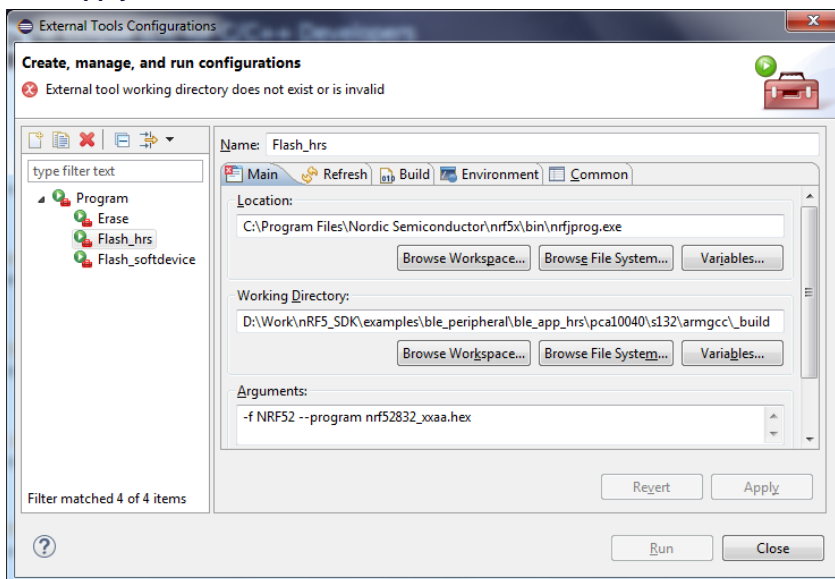 External Tools Configurations
Create, manage, and run configurations
External tool working directory does not exist or is invalid
type filter text
Program
Erase
Flash_hrs
Flash_softdevice
Filter matched 4 of 4 items
Name: Flash_hrs
Main Refresh Build Environment Common
Location:
C:\Program Files\Nordic Semiconductor\nrf5x\bin\nrfjprog.exe
Browse Workspace... Browse File System... Variables...
Working Directory:
D:\Work\nRF5_SDK\examples\ble_peripheral\ble_app_hrs\pca10040\s132\armgcc\_build
Browse Workspace... Browse File System... Variables...
Arguments:
-f NRF52 --program nrf52832_xxaa.hex
Revert Apply
Run Close